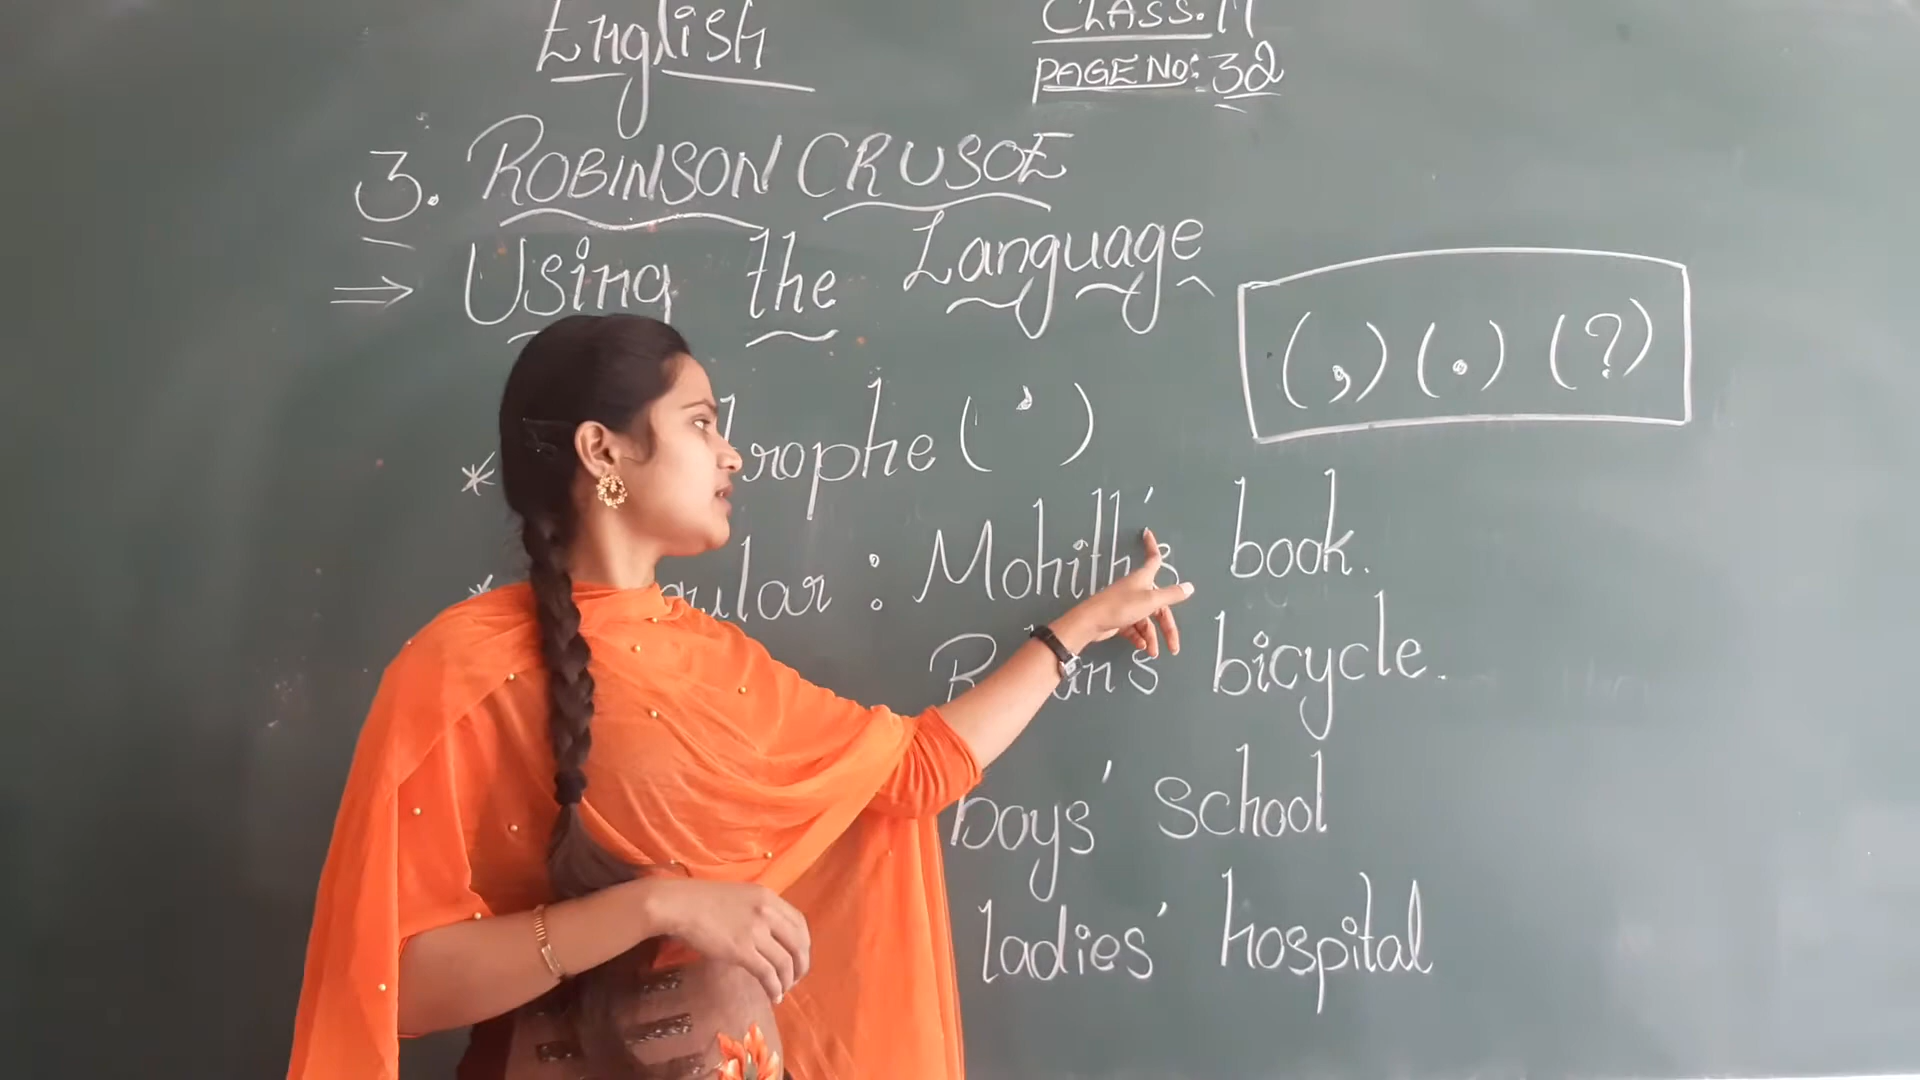 English
CLASS:
PAGE NO: 32
3. ROBINSON CRUSOE
⇒ Using the Language
(,) (.) (?)
* trophe (')
* gular : Mohith's book.
bicycle.
boys' school
ladies' hospital